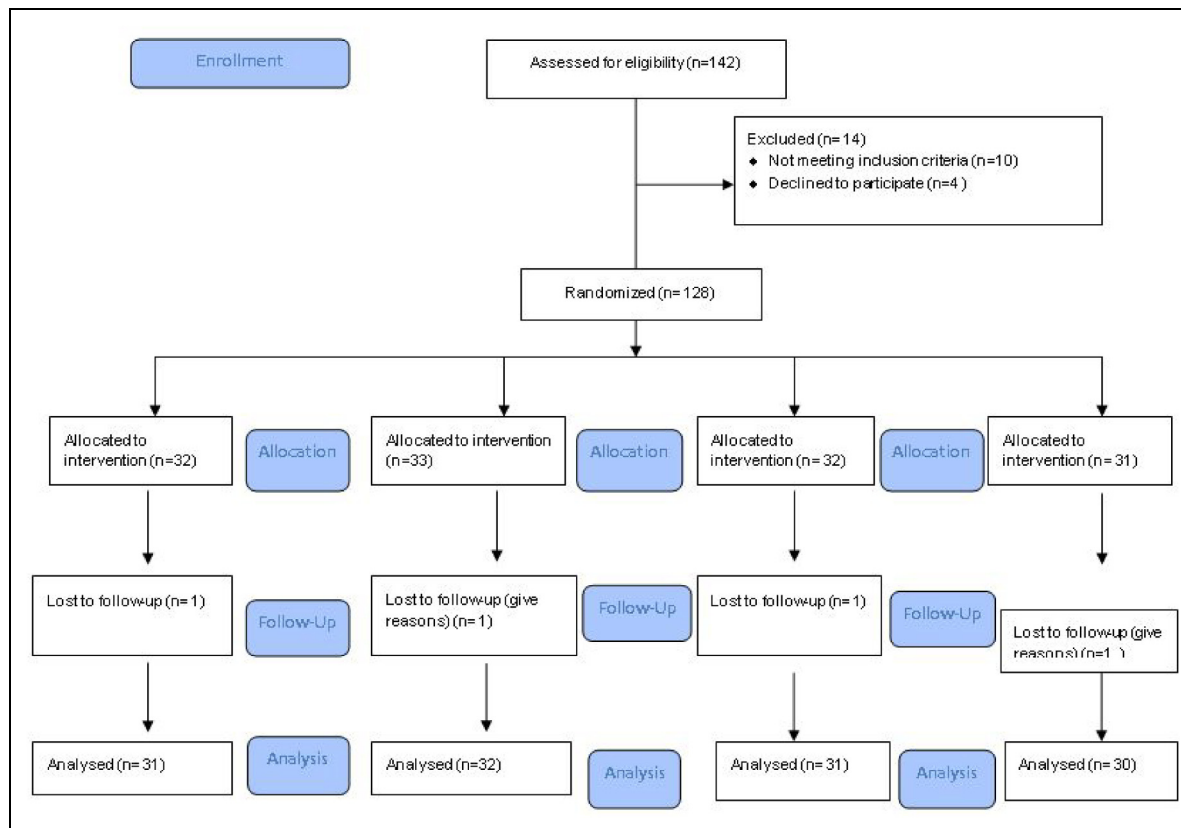 Enrollment
Assessed for eligibility (n=142)
Excluded (n=14)
♦ Not meeting inclusion criteria (n=10)
♦ Declined to participate (n=4 )
Randomized (n=128)
Allocated to
intervention (n=32)
Allocation
Allocated to intervention
(n=33)
Allocation
Allocated to
intervention (n=32)
Allocation
Allocated to
intervention (n=31)
Lost to follow-up (n=1)
Follow-Up
Lost to follow-up (give
reasons) (n=1)
Follow-Up
Lost to follow-up (n=1)
Follow-Up
Lost to follow-up (give
reasons) (n=1 )
Analysed (n=31)
Analysis
Analysed (n=32)
Analysis
Analysed (n=31)
Analysis
Analysed (n=30)